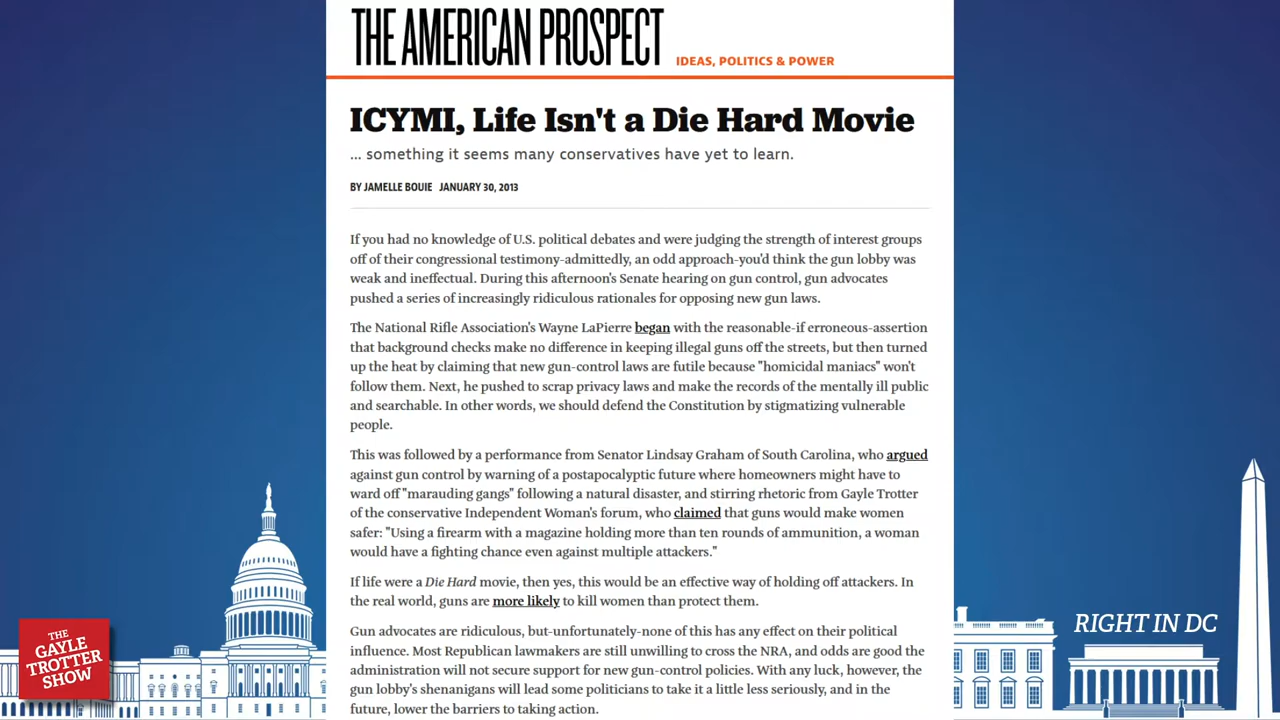 THE AMERICAN PROSPECT
IDEAS, POLITICS & POWER
ICYMI, Life Isn't a Die Hard Movie
... something it seems many conservatives have yet to learn.
BY JAMELLE BOUIE JANUARY 30, 2013
If you had no knowledge of U.S. political debates and were judging the strength of interest groups
off of their congressional testimony-admittedly, an odd approach-you'd think the gun lobby was
weak and ineffectual. During this afternoon's Senate hearing on gun control, gun advocates
pushed a series of increasingly ridiculous rationales for opposing new gun laws.
The National Rifle Association's Wayne LaPierre began with the reasonable-if erroneous-assertion
that background checks make no difference in keeping illegal guns off the streets, but then turned
up the heat by claiming that new gun-control laws are futile because "homicidal maniacs" won't
follow them. Next, he pushed to scrap privacy laws and make the records of the mentally ill public
and searchable. In other words, we should defend the Constitution by stigmatizing vulnerable
people.
This was followed by a performance from Senator Lindsay Graham of South Carolina, who argued
against gun control by warning of a postapocalyptic future where homeowners might have to
ward off "marauding gangs" following a natural disaster, and stirring rhetoric from Gayle Trotter
of the conservative Independent Woman's forum, who claimed that guns would make women
safer: "Using a firearm with a magazine holding more than ten rounds of ammunition, a woman
would have a fighting chance even against multiple attackers."
If life were a Die Hard movie, then yes, this would be an effective way of holding off attackers. In
the real world, guns are more likely to kill women than protect them.
Gun advocates are ridiculous, but-unfortunately-none of this has any effect on their political
influence. Most Republican lawmakers are still unwilling to cross the NRA, and odds are good the
administration will not secure support for new gun-control policies. With any luck, however, the
gun lobby's shenanigans will lead some politicians to take it a little less seriously, and in the
future, lower the barriers to taking action.
THE
GAYLE
TROTTER
SHOW
RIGHT IN DC